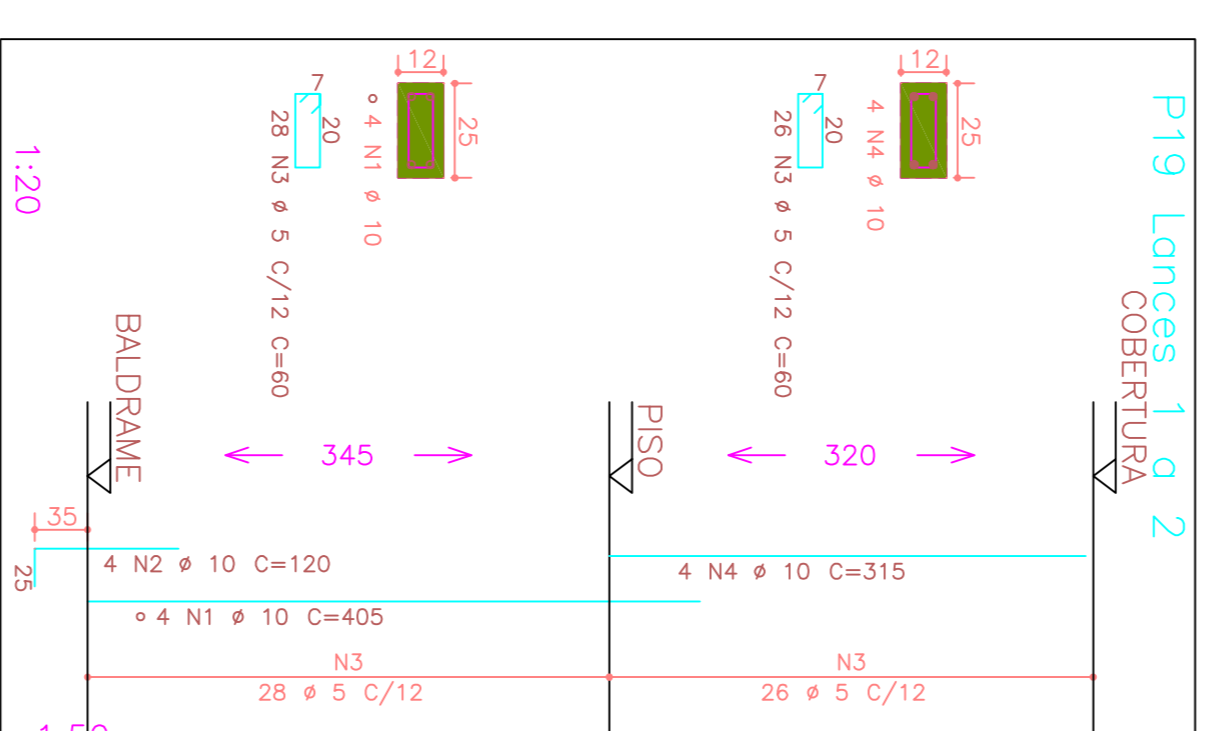 P19 Lances 1 a 2
COBERTURA
12
25
4 N4 ø 10
7
20
26 N3 ø 5 C/12 C=60
320
PISO
12
25
4 N1 ø 10
7
20
28 N3 ø 5 C/12 C=60
345
BALDRAME
1:20
35
25
4 N2 ø 10 C=120
4 N4 ø 10 C=315
4 N1 ø 10 C=405
N3
28 ø 5 C/12
N3
26 ø 5 C/12